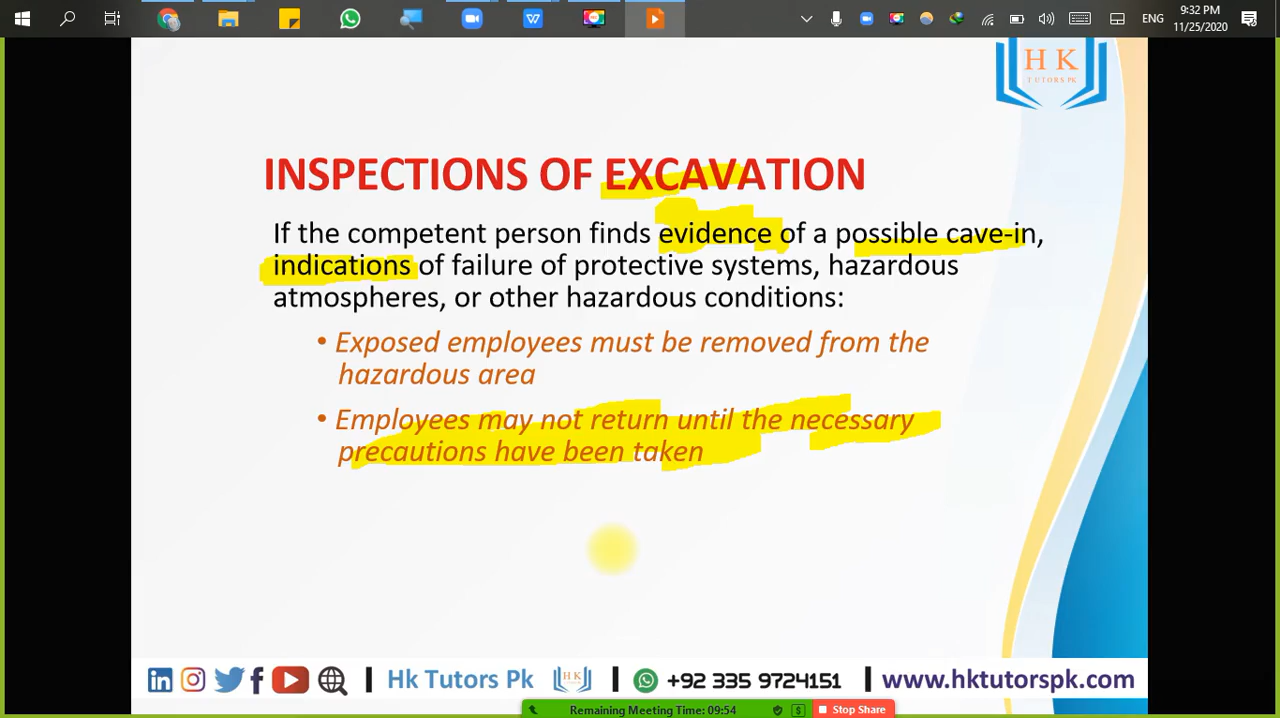 9:32 PM
ENG
11/25/2020
H K
TUTORS PK
INSPECTIONS OF EXCAVATION
If the competent person finds evidence of a possible cave-in,
indications of failure of protective systems, hazardous
atmospheres, or other hazardous conditions:
• Exposed employees must be removed from the
hazardous area
• Employees may not return until the necessary
precautions have been taken
Hk Tutors Pk
HK
+92 335 9724151
www.hktutorspk.com
Remaining Meeting Time: 09:54
Stop Share